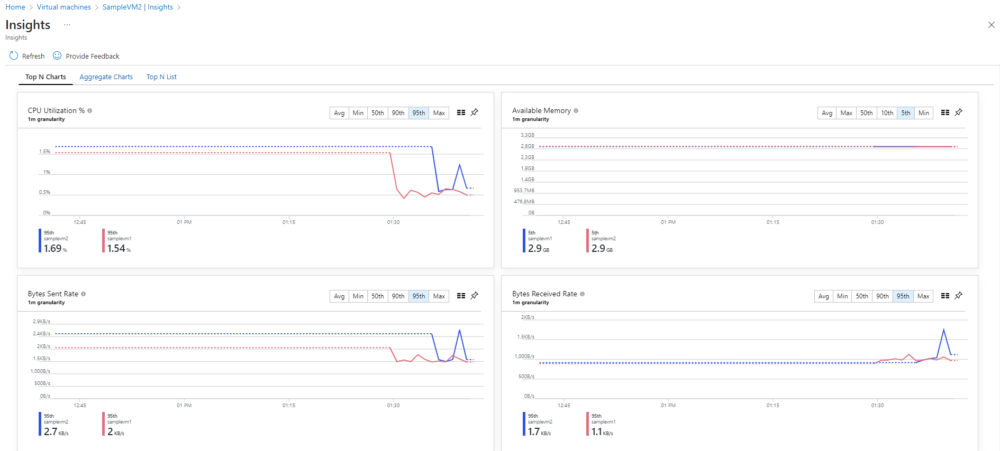 Home > Virtual machines > SampleVM2 | Insights >
Insights ...
Insights
Refresh Provide Feedback
Top N Charts Aggregate Charts Top N List
CPU Utilization %
1m granularity
Avg Min 50th 90th 95th Max
1.5%
1%
0.5%
0%
12:45 01 PM 01:15 01:30
95th
samplevm2
1.69 %
95th
samplevm1
1.54 %
Available Memory
1m granularity
Avg Max 50th 10th 5th Min
3.3GB
2.8GB
2.3GB
1.9GB
1.4GB
953.7MB
476.8MB
0B
12:45 01 PM 01:15 01:30
5th
samplevm1
2.9 GB
5th
samplevm2
2.9 GB
Bytes Sent Rate
1m granularity
Avg Min 50th 90th 95th Max
2.9KB/s
2.4KB/s
2KB/s
1.5KB/s
1,000B/s
500B/s
0B/s
12:45 01 PM 01:15 01:30
95th
samplevm2
2.7 KB/s
95th
samplevm1
2 KB/s
Bytes Received Rate
1m granularity
Avg Min 50th 90th 95th Max
2KB/s
1.5KB/s
1,000B/s
500B/s
0B/s
12:45 01 PM 01:15 01:30
95th
samplevm2
1.7 KB/s
95th
samplevm1
1.1 KB/s